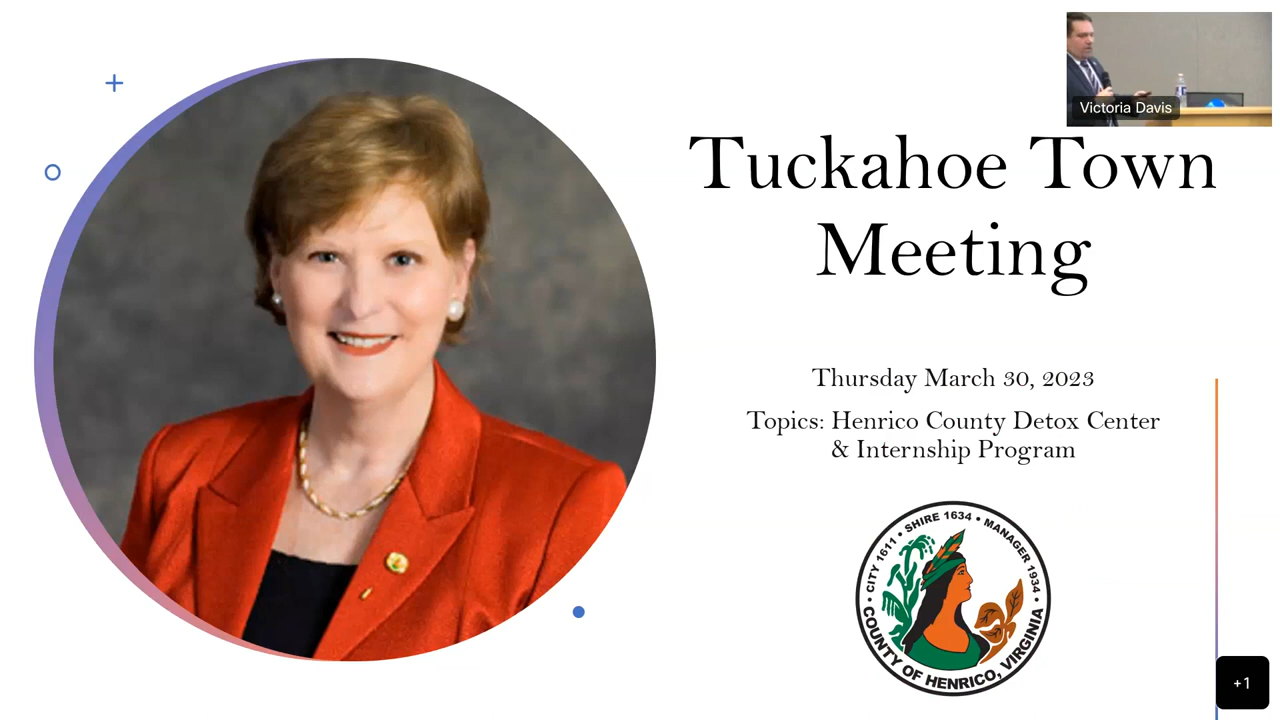 Victoria Davis
Tuckahoe Town
Meeting
Thursday March 30, 2023
Topics: Henrico County Detox Center
& Internship Program
• CITY 1611 • SHIRE 1634 • MANAGER 1934 •
COUNTY OF HENRICO, VIRGINIA
+1